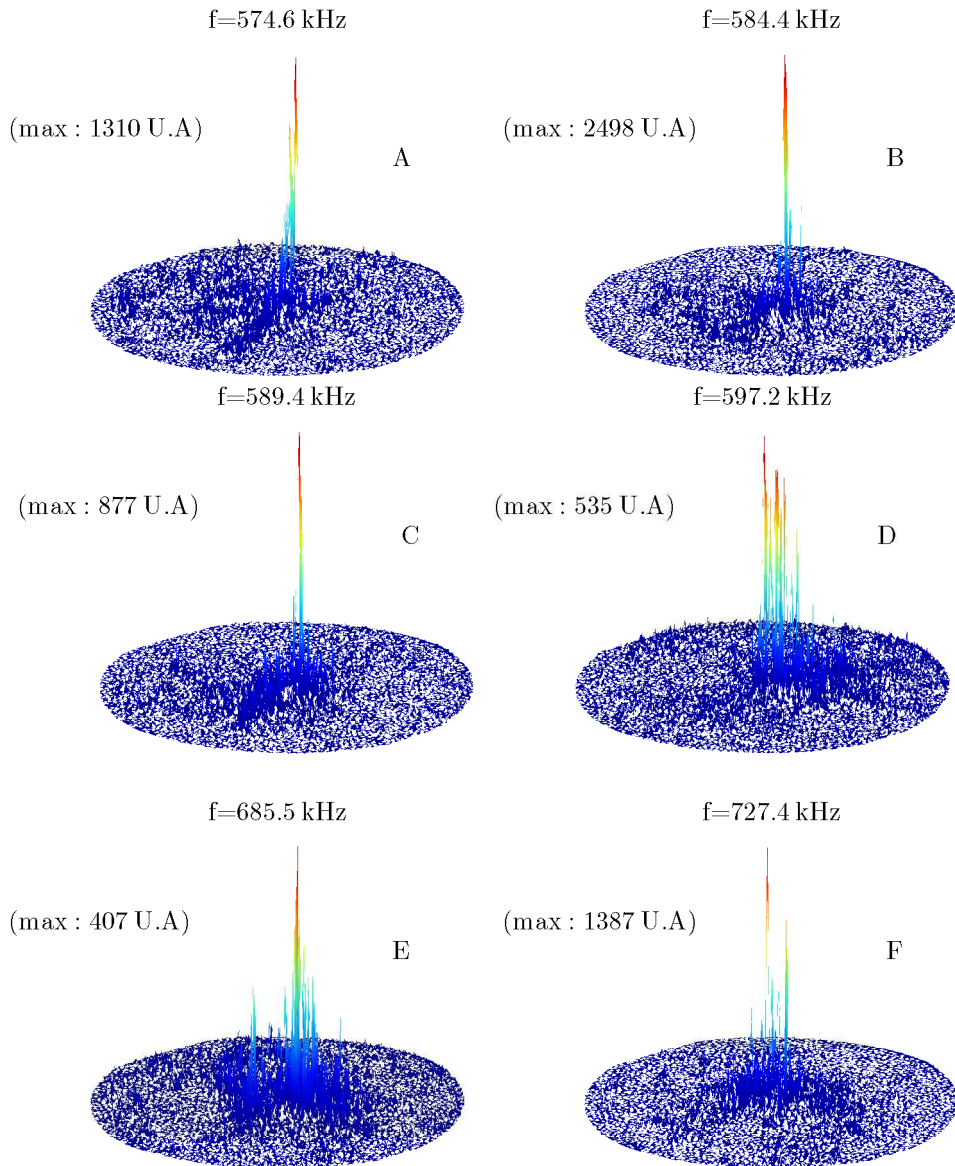 f=574.6 kHz
(max : 1310 U.A)
A
f=584.4 kHz
(max : 2498 U.A)
B
f=589.4 kHz
(max : 877 U.A)
C
f=597.2 kHz
(max : 535 U.A)
D
f=685.5 kHz
(max : 407 U.A)
E
f=727.4 kHz
(max : 1387 U.A)
F